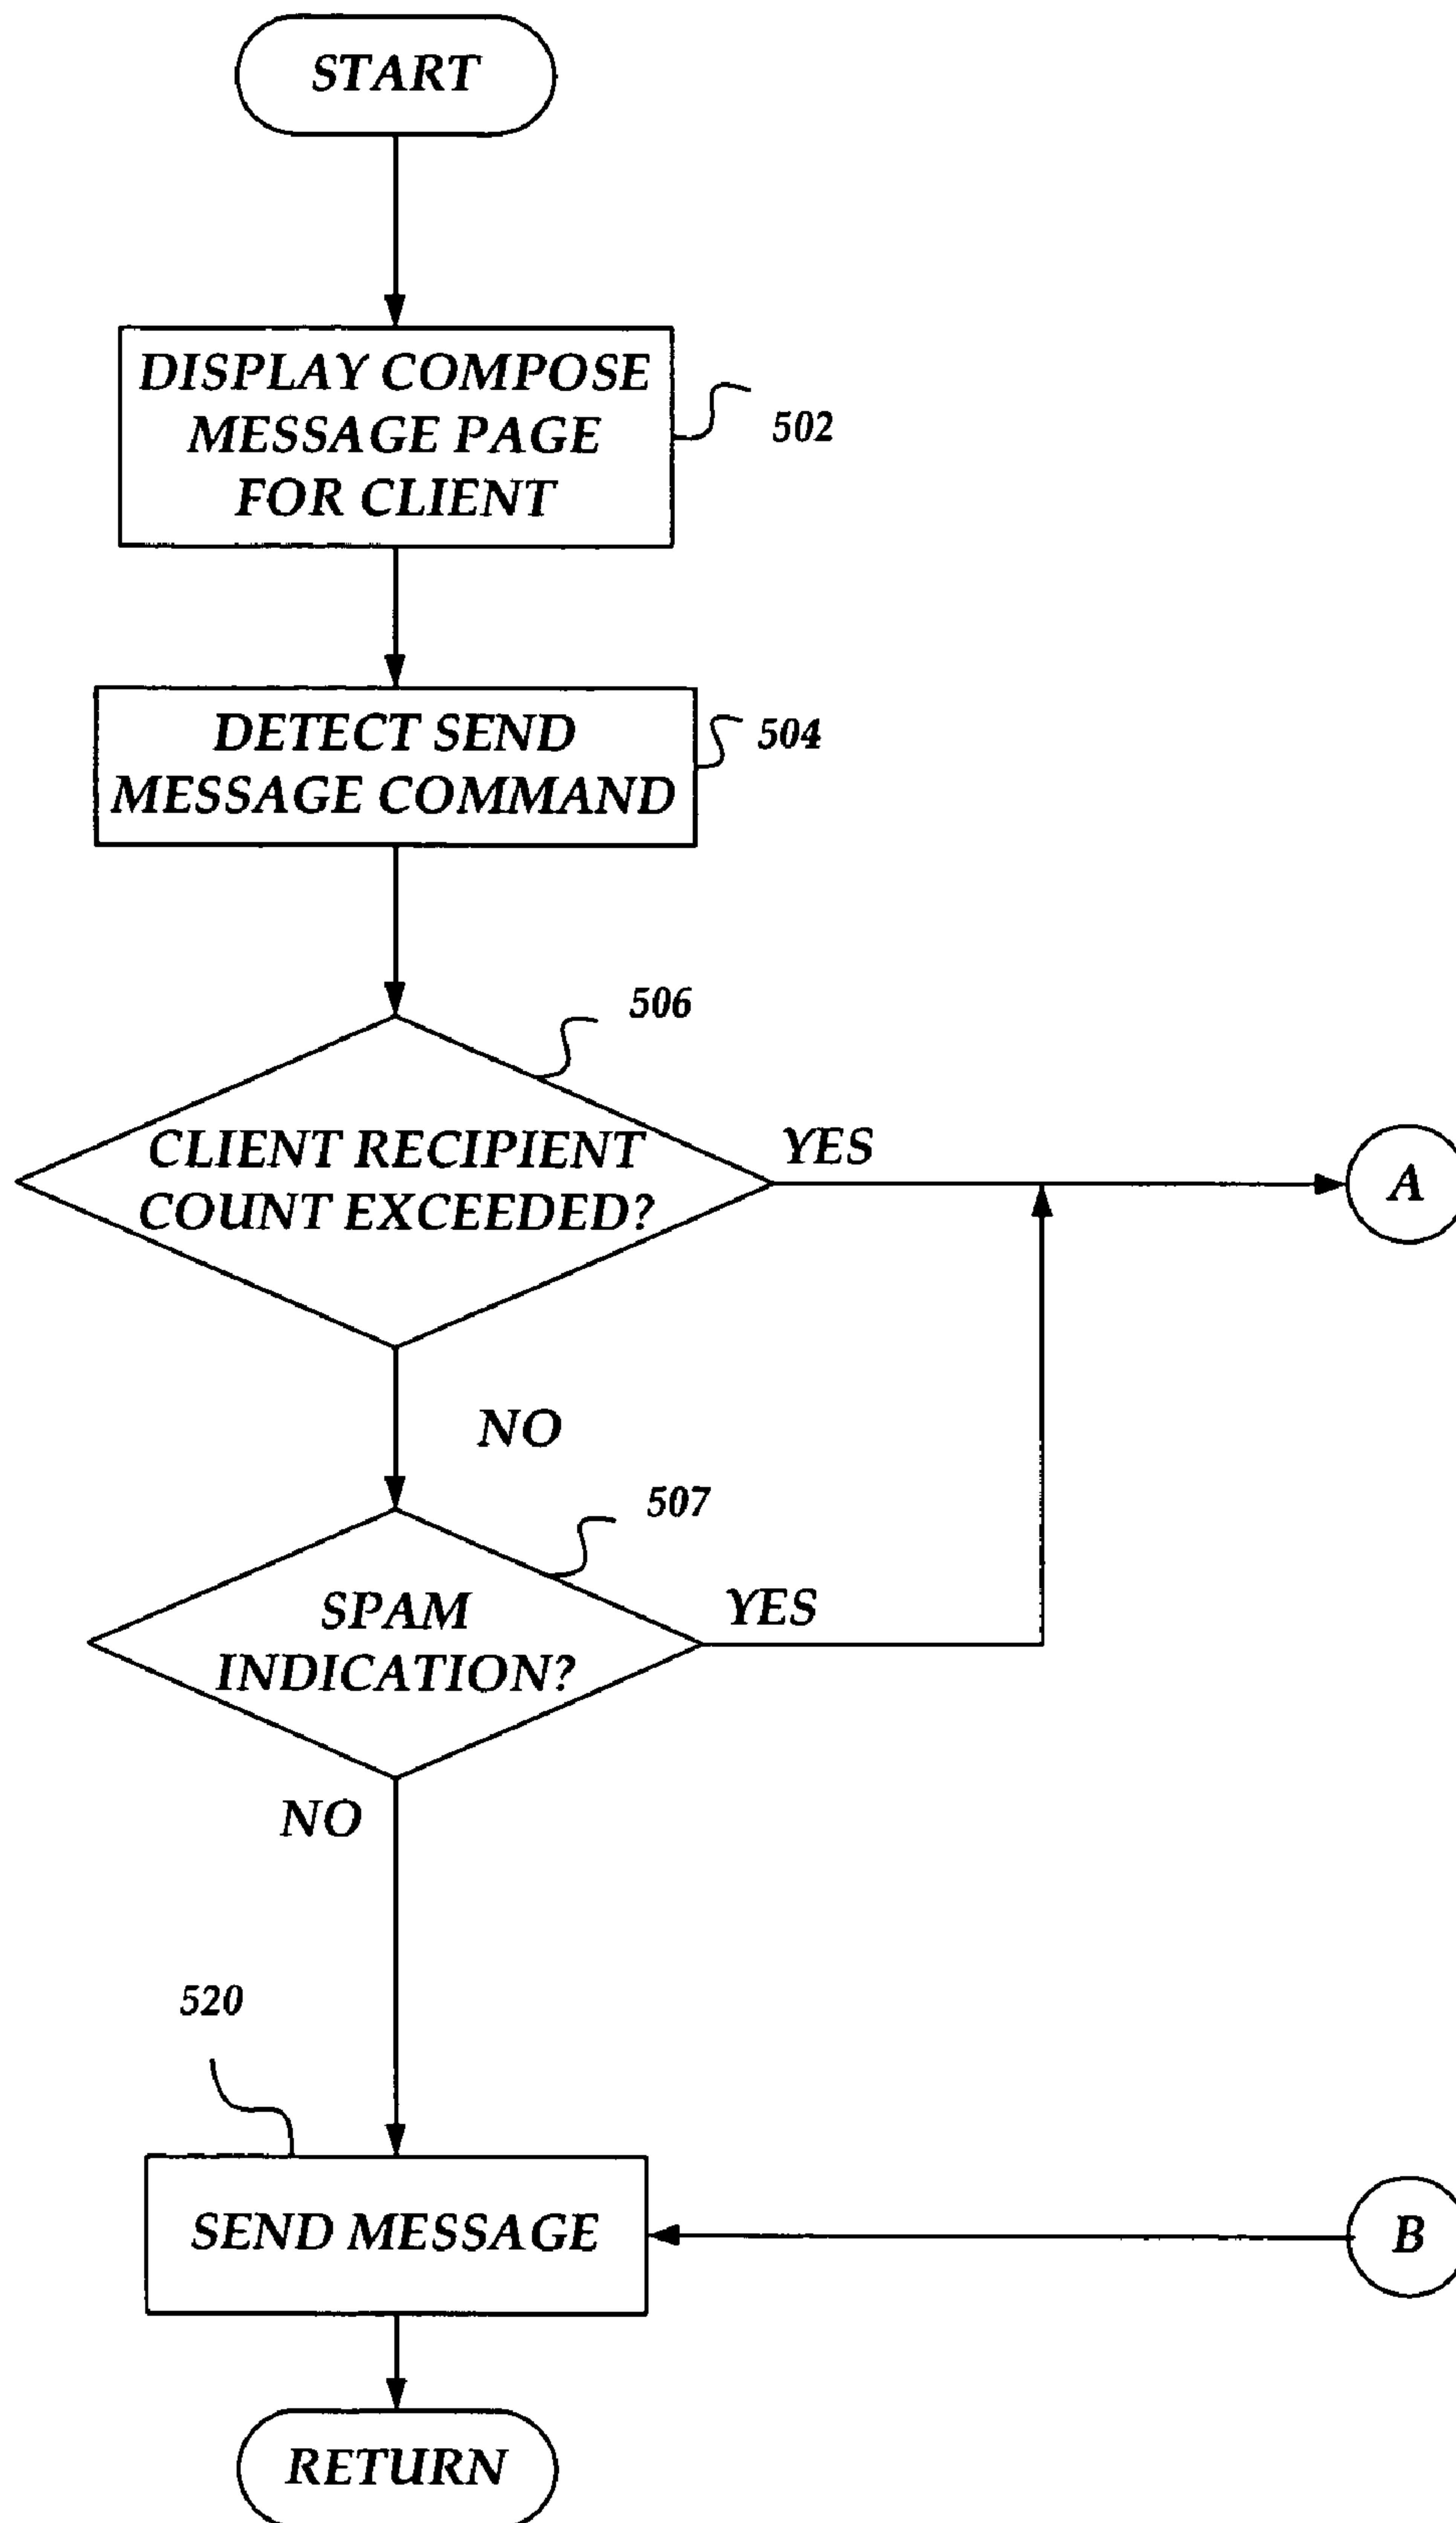 START
DISPLAY COMPOSE
MESSAGE PAGE
FOR CLIENT
502
DETECT SEND
MESSAGE COMMAND
504
506
CLIENT RECIPIENT
COUNT EXCEEDED?
YES
A
NO
507
SPAM
INDICATION?
YES
NO
520
SEND MESSAGE
B
RETURN